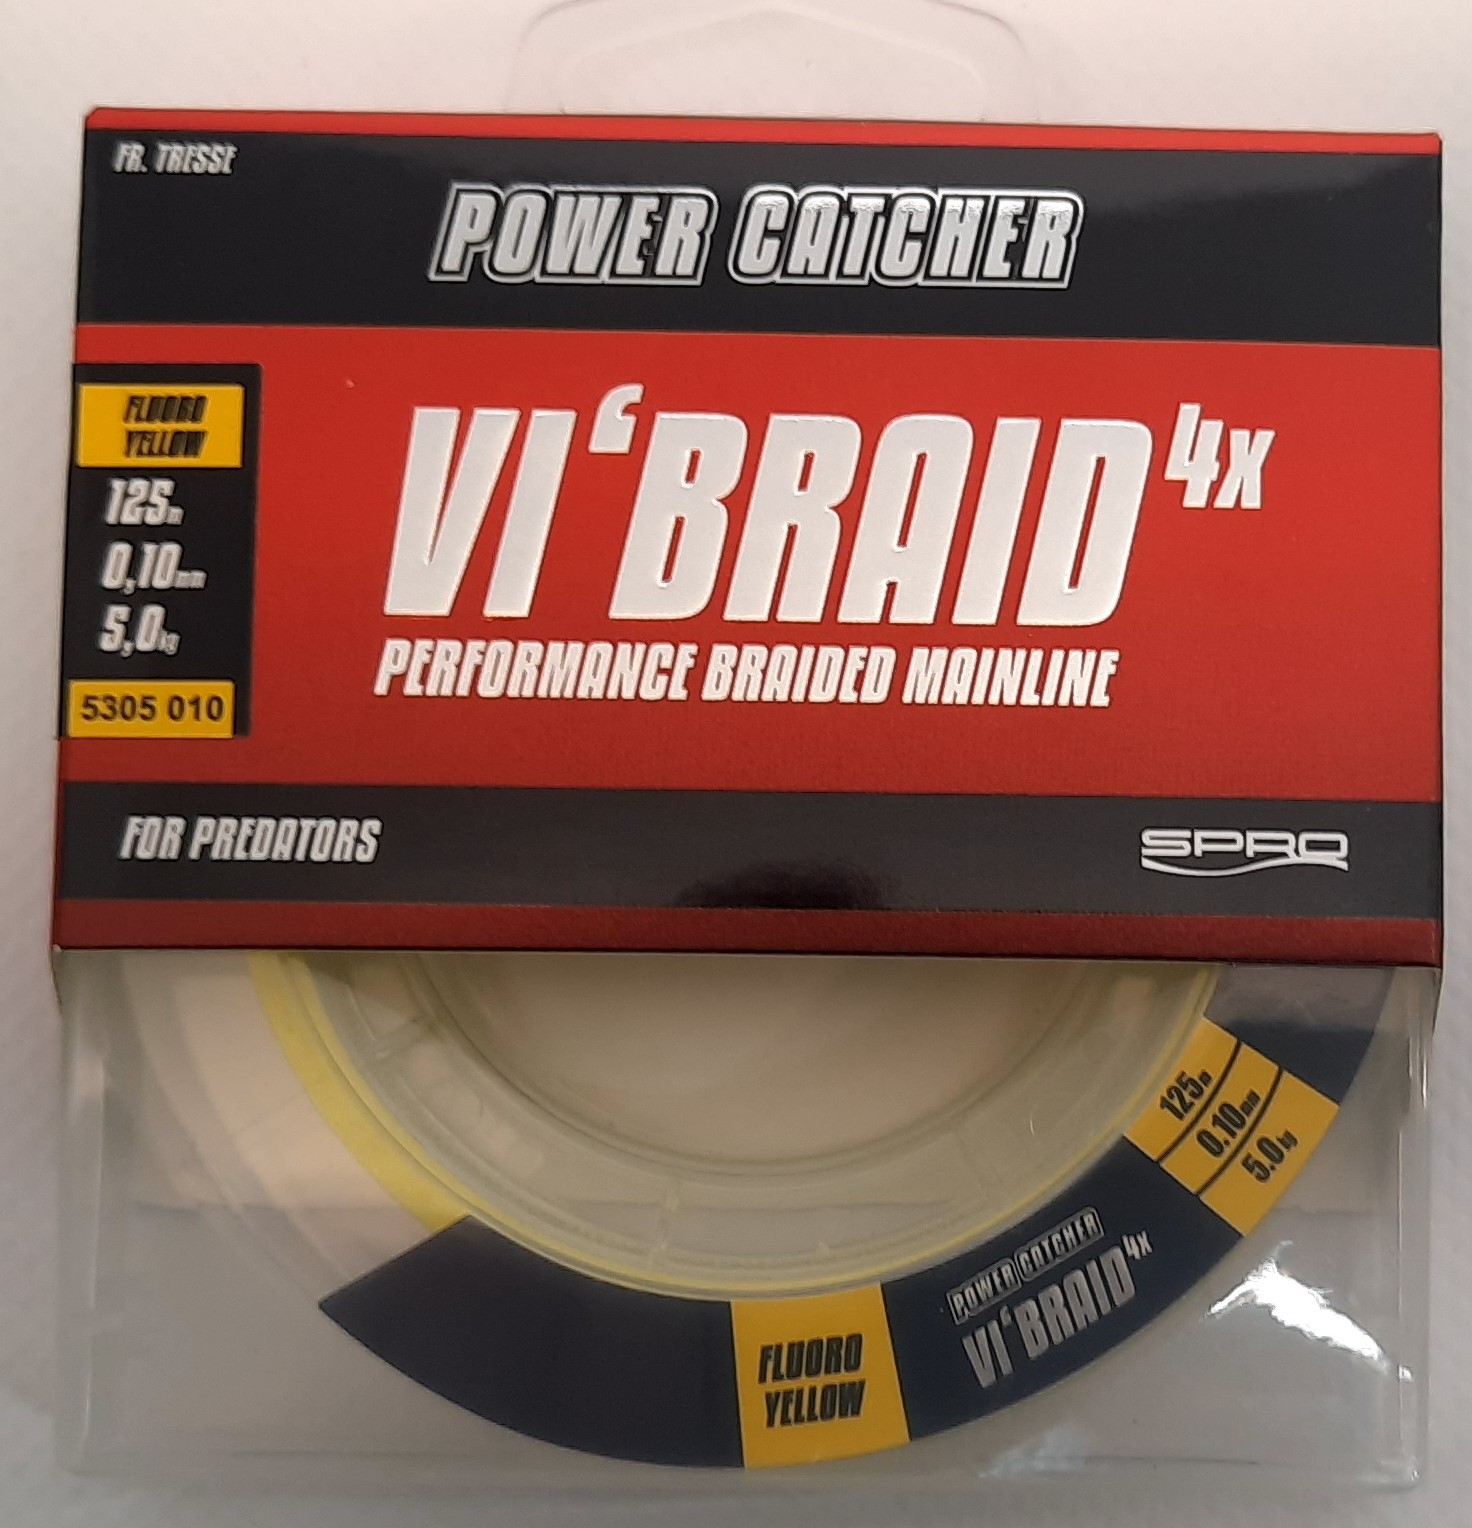 FR. TRESSE
POWER CATCHER
FLUORO
YELLOW
125m
0,10mm
5,0kg
5305 010
VI‘BRAID4x
PERFORMANCE BRAIDED MAINLINE
FOR PREDATORS
SPRO
125m
0.10mm
5.0kg
POWER CATCHER
VI‘BRAID4x
FLUORO
YELLOW